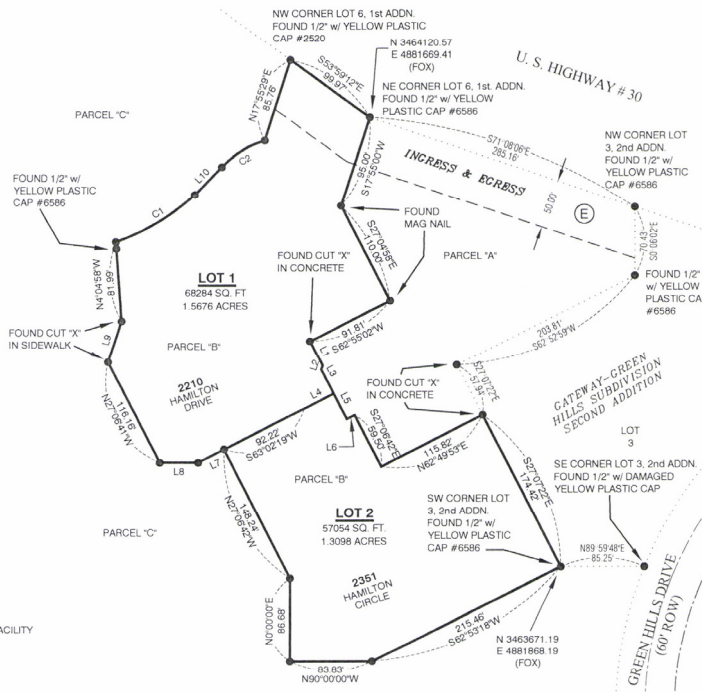 NW CORNER LOT 6, 1st ADDN.
FOUND 1/2" w/ YELLOW PLASTIC
CAP #2520
N 3464120.57
E 4881669.41
(FOX)
U. S. HIGHWAY # 30
S53°59'12"E
99.97'
N17°55'29"E
85.76'
NE CORNER LOT 6, 1st. ADDN.
FOUND 1/2" w/ YELLOW
PLASTIC CAP #6586
PARCEL "C"
NW CORNER LOT
3, 2nd ADDN.
FOUND 1/2" w/
YELLOW PLASTIC
CAP #6586
S71°08'06"E
285.16'
INGRESS & EGRESS
95.00'
S17°55'00"W
50.00'
E
C2
L10
C1
FOUND 1/2" w/
YELLOW PLASTIC
CAP #6586
FOUND
MAG NAIL
70.43'
S0°06'02"E
S27°04'58"E
110.00'
PARCEL "A"
FOUND CUT "X"
IN CONCRETE
N4°04'58"W
81.99'
LOT 1
68284 SQ. FT
1.5676 ACRES
FOUND 1/2"
w/ YELLOW
PLASTIC CA
#6586
91.81'
S62°55'02"W
203.81'
S62°52'59"W
FOUND CUT "X"
IN SIDEWALK
L9
PARCEL "B"
L1
L2
L3
S27°07'22"E
57.94'
FOUND CUT "X"
IN CONCRETE
2210
HAMILTON
DRIVE
L4
L5
L6
GATEWAY-GREEN
HILLS SUBDIVISION
SECOND ADDITION
LOT
3
116.16'
N27°06'41"W
92.22'
S63°02'19"W
S27°06'42"E
59.50'
115.82'
N62°49'53"E
L8
L7
PARCEL "B"
S27°07'22"E
174.42'
SE CORNER LOT 3, 2nd ADDN.
FOUND 1/2" w/ DAMAGED
YELLOW PLASTIC CAP
148.24'
N27°06'42"W
LOT 2
57054 SQ. FT.
1.3098 ACRES
SW CORNER LOT
3, 2nd ADDN.
FOUND 1/2" w/
YELLOW PLASTIC
CAP #6586
PARCEL "C"
N89°59'48"E
85.25'
2351
HAMILTON
CIRCLE
N0°00'00"E
86.68'
215.46'
S62°53'18"W
N 3463671.19
E 4881868.19
(FOX)
GREEN HILLS DRIVE
(60' ROW)
ACILITY
83.83'
N90°00'00"W